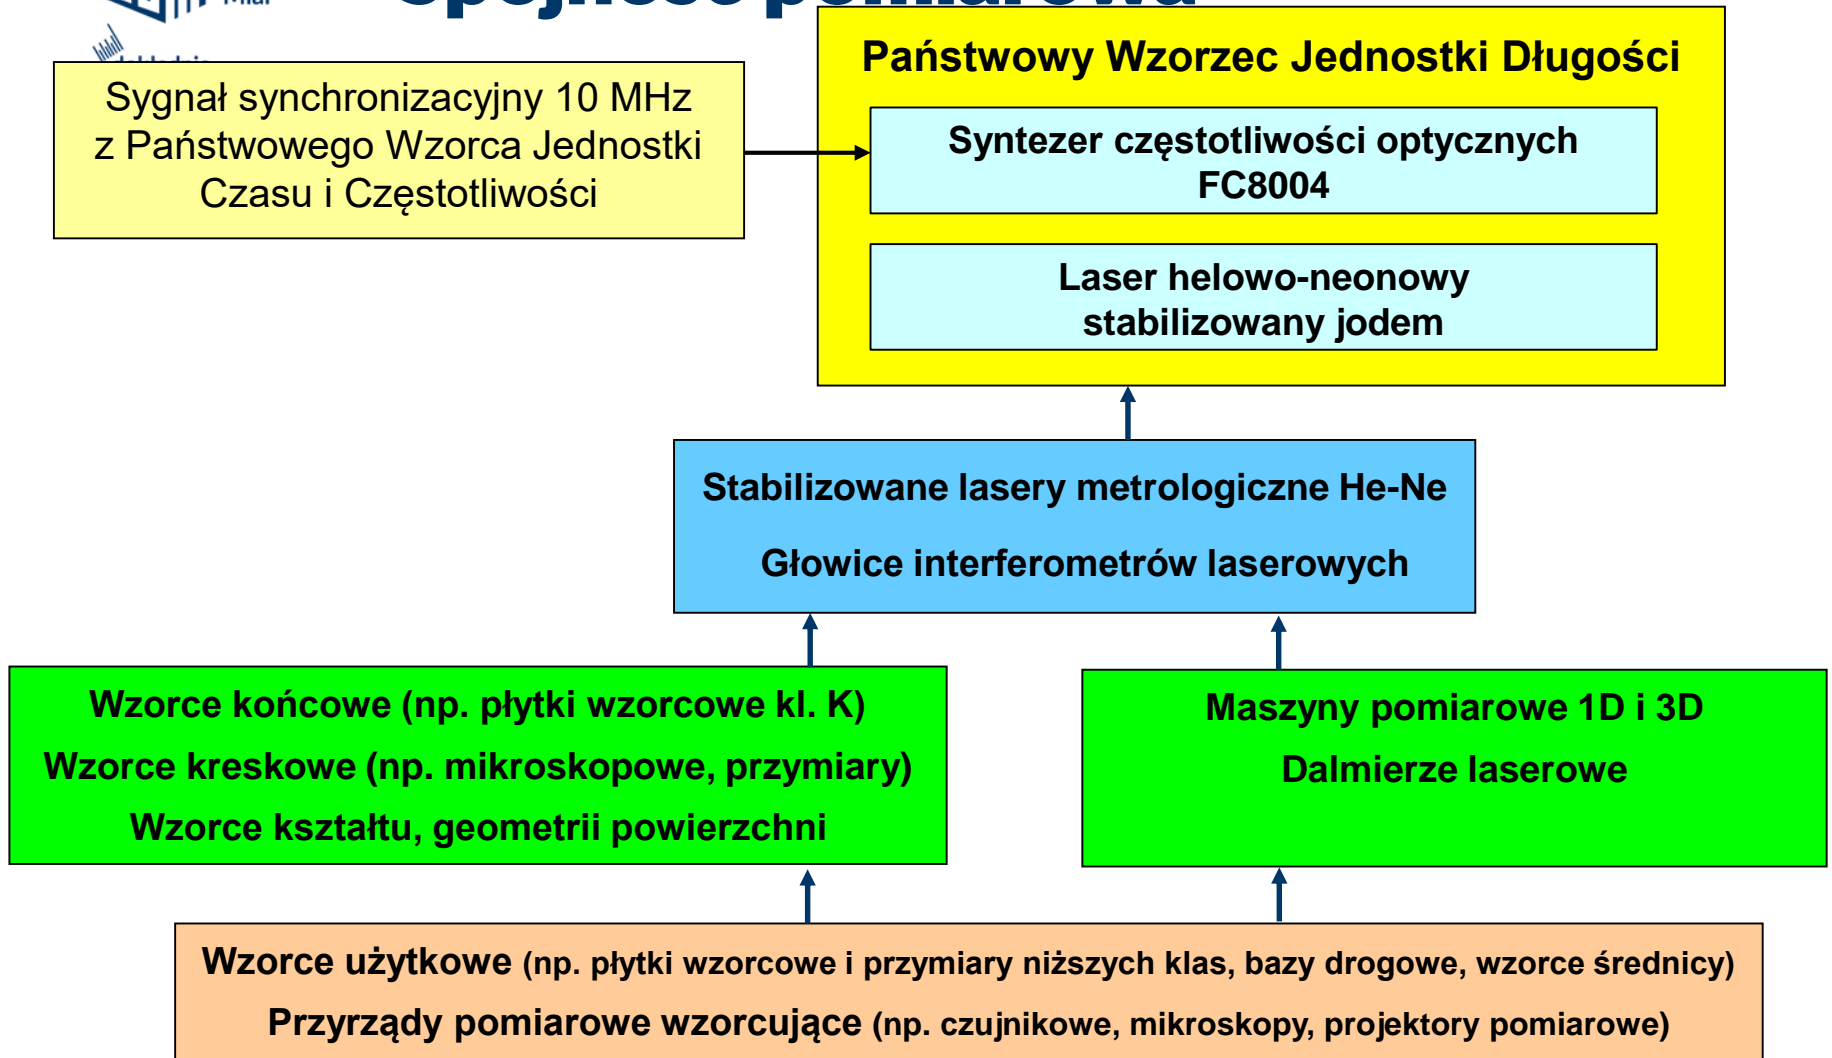 Spójność pomiarowa
Miar
Państwowy Wzorzec Jednostki Długości
Sygnał synchronizacyjny 10 MHz
z Państwowego Wzorca Jednostki
Czasu i Częstotliwości
Syntezer częstotliwości optycznych
FC8004
Laser helowo-neonowy
stabilizowany jodem
Stabilizowane lasery metrologiczne He-Ne
Głowice interferometrów laserowych
Wzorce końcowe (np. płytki wzorcowe kl. K)
Wzorce kreskowe (np. mikroskopowe, przymiary)
Wzorce kształtu, geometrii powierzchni
Maszyny pomiarowe 1D i 3D
Dalmierze laserowe
Wzorce użytkowe (np. płytki wzorcowe i przymiary niższych klas, bazy drogowe, wzorce średnicy)
Przyrządy pomiarowe wzorcujące (np. czujnikowe, mikroskopy, projektory pomiarowe)